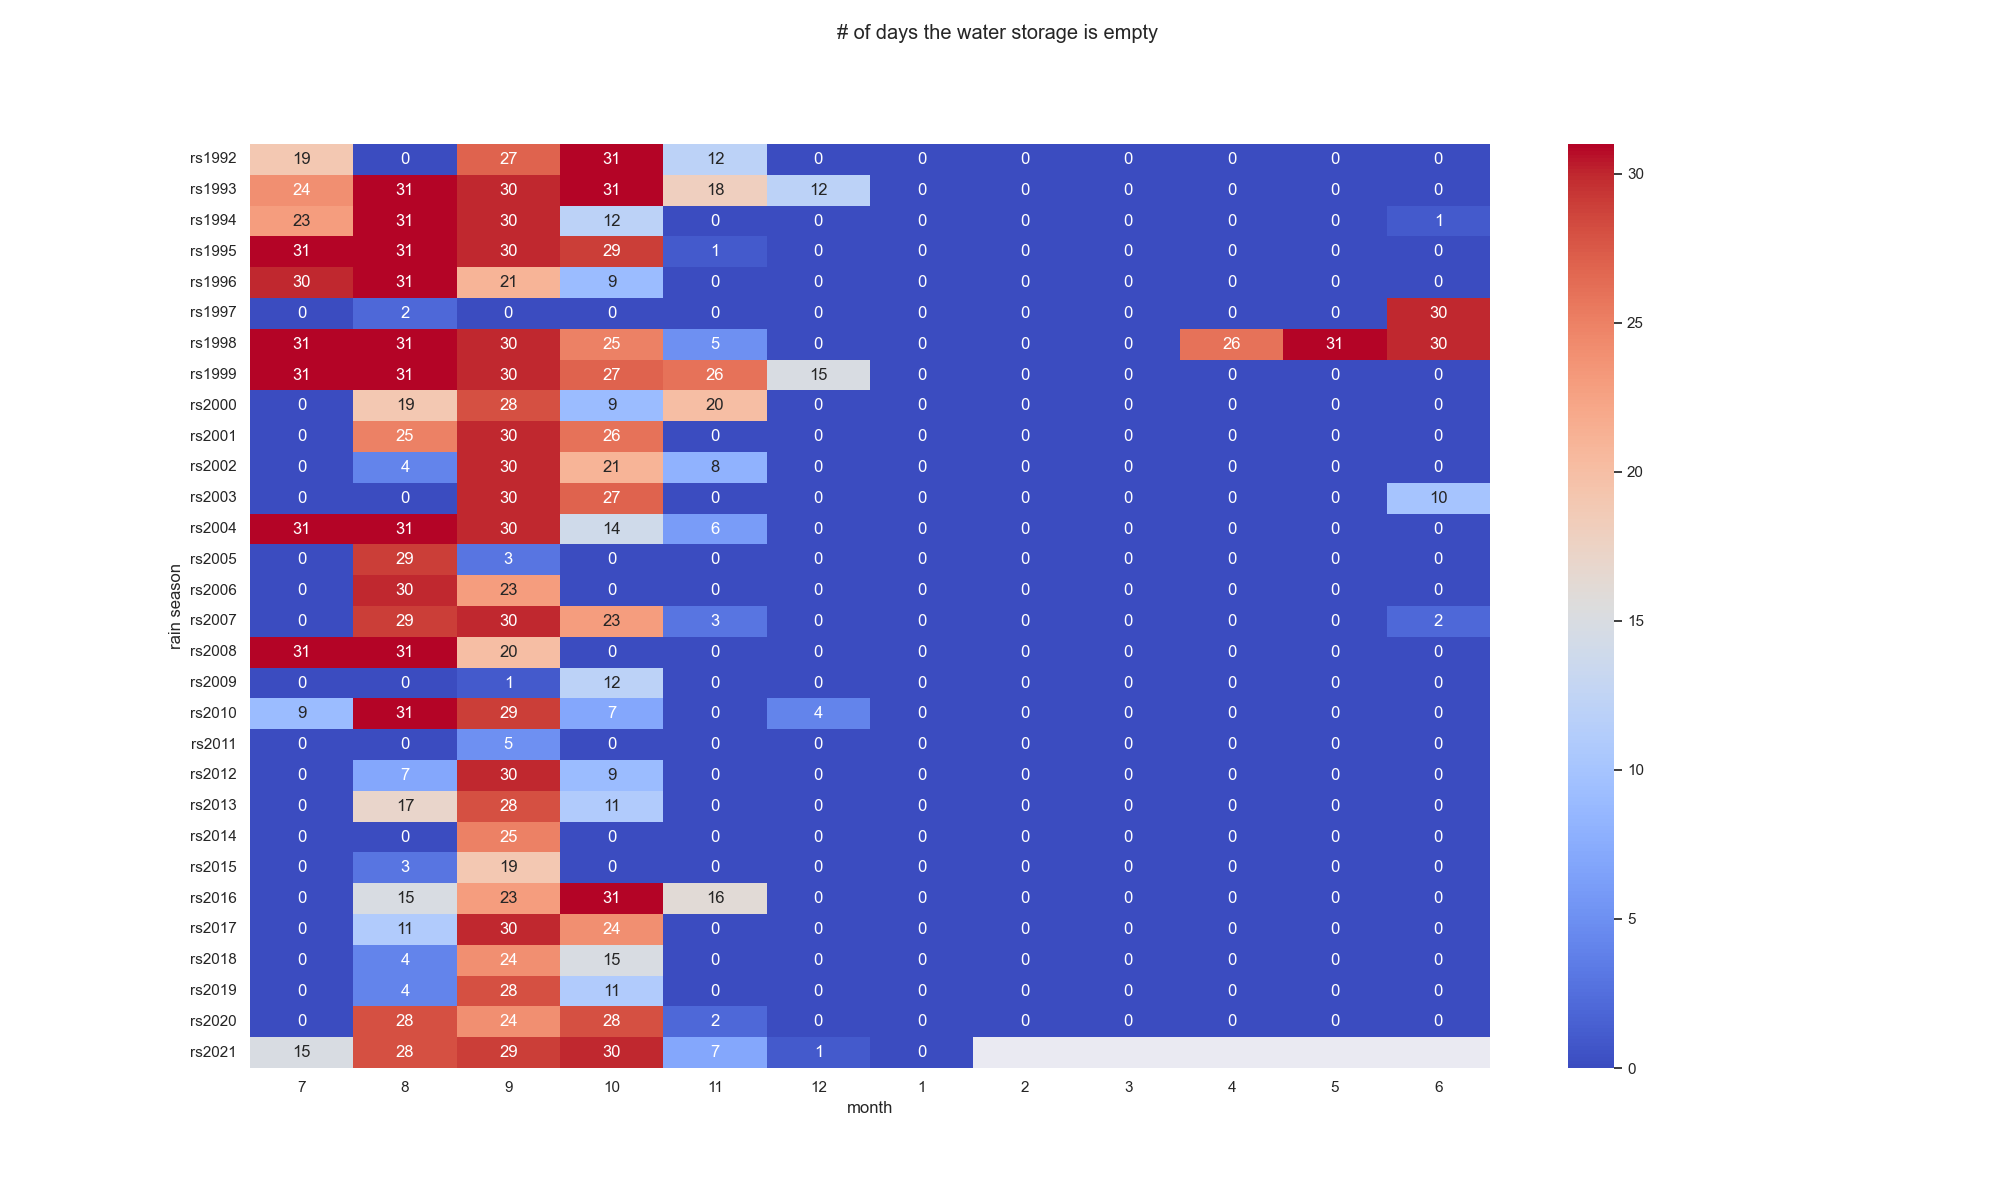 # of days the water storage is empty
rs1992 19 0 27 31 12 0 0 0 0 0 0 0
rs1993 24 31 30 31 18 12 0 0 0 0 0 0 30
rs1994 23 31 30 12 0 0 0 0 0 0 0 1
rs1995 31 31 30 29 1 0 0 0 0 0 0 0
rs1996 30 31 21 9 0 0 0 0 0 0 0 0
rs1997 0 2 0 0 0 0 0 0 0 0 0 30 25
rs1998 31 31 30 25 5 0 0 0 0 26 31 30
rs1999 31 31 30 27 26 15 0 0 0 0 0 0
rs2000 0 19 28 9 20 0 0 0 0 0 0 0
rs2001 0 25 30 26 0 0 0 0 0 0 0 0
rs2002 0 4 30 21 8 0 0 0 0 0 0 0 20
rs2003 0 0 30 27 0 0 0 0 0 0 0 10
rs2004 31 31 30 14 6 0 0 0 0 0 0 0
rs2005 0 29 3 0 0 0 0 0 0 0 0 0
rs2006 0 30 23 0 0 0 0 0 0 0 0 0
rain season
rs2007 0 29 30 23 3 0 0 0 0 0 0 2 15
rs2008 31 31 20 0 0 0 0 0 0 0 0 0
rs2009 0 0 1 12 0 0 0 0 0 0 0 0
rs2010 9 31 29 7 0 4 0 0 0 0 0 0
rs2011 0 0 5 0 0 0 0 0 0 0 0 0
rs2012 0 7 30 9 0 0 0 0 0 0 0 0 10
rs2013 0 17 28 11 0 0 0 0 0 0 0 0
rs2014 0 0 25 0 0 0 0 0 0 0 0 0
rs2015 0 3 19 0 0 0 0 0 0 0 0 0
rs2016 0 15 23 31 16 0 0 0 0 0 0 0
rs2017 0 11 30 24 0 0 0 0 0 0 0 0 5
rs2018 0 4 24 15 0 0 0 0 0 0 0 0
rs2019 0 4 28 11 0 0 0 0 0 0 0 0
rs2020 0 28 24 28 2 0 0 0 0 0 0 0
rs2021 15 28 29 30 7 1 0 0
7 8 9 10 11 12 1 2 3 4 5 6
month